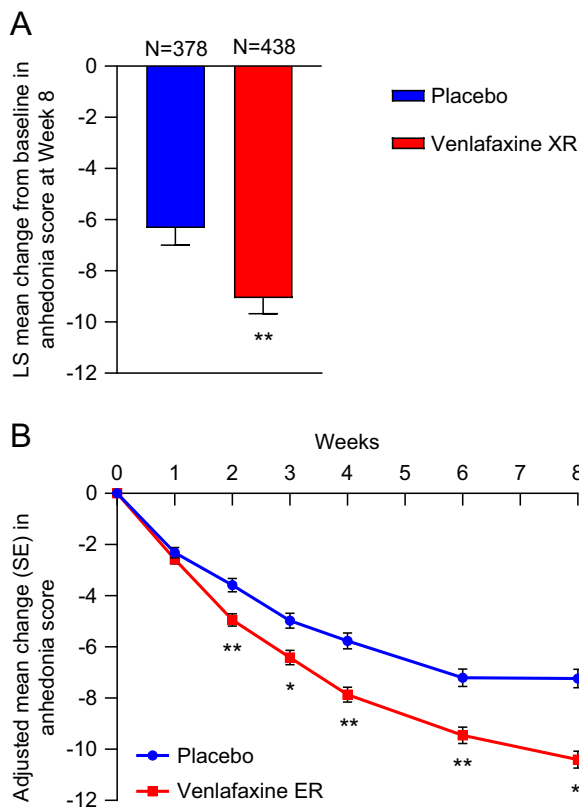 A
N=378 N=438
0
-2
-4
-6
-8
-10
-12
LS mean change from baseline in
anhedonia score at Week 8
**
Placebo
Venlafaxine XR
B
Weeks
0 1 2 3 4 6 8
0
-2
-4
-6
-8
-10
-12
Adjusted mean change (SE) in
anhedonia score
**
*
**
**
*
Placebo
Venlafaxine ER